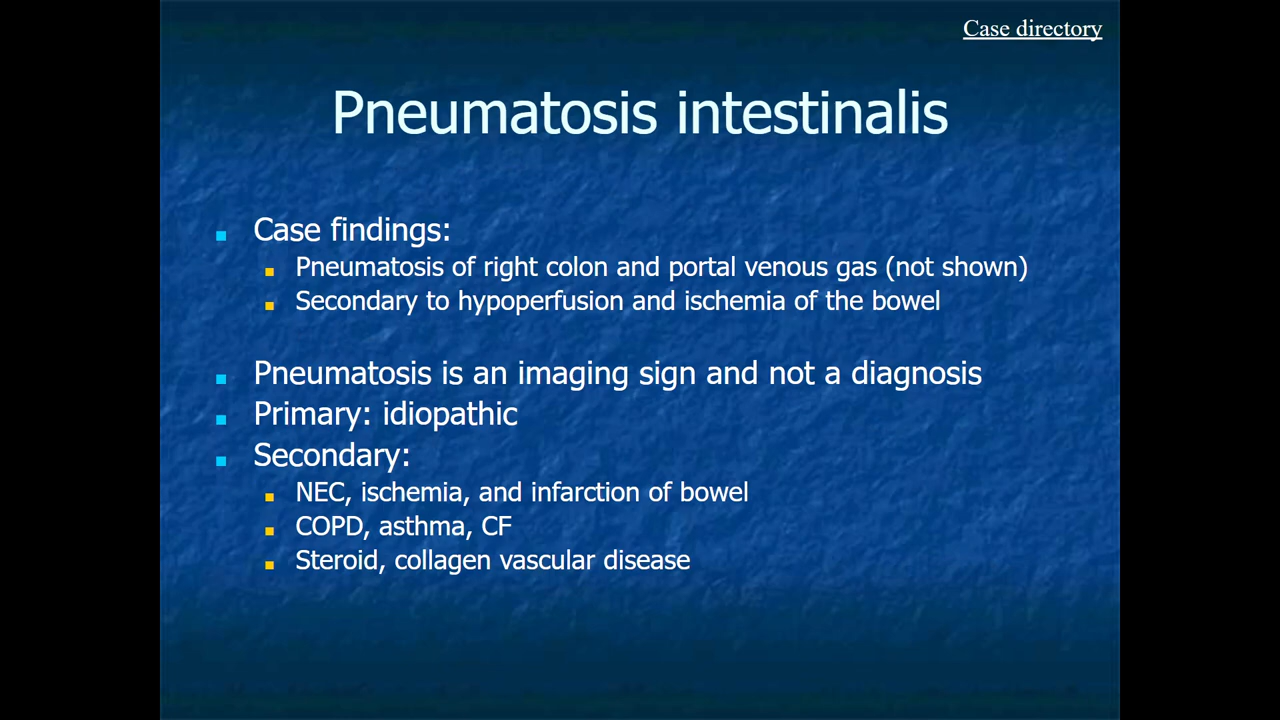 Case directory
Pneumatosis intestinalis
Case findings:
Pneumatosis of right colon and portal venous gas (not shown)
Secondary to hypoperfusion and ischemia of the bowel
Pneumatosis is an imaging sign and not a diagnosis
Primary: idiopathic
Secondary:
NEC, ischemia, and infarction of bowel
COPD, asthma, CF
Steroid, collagen vascular disease